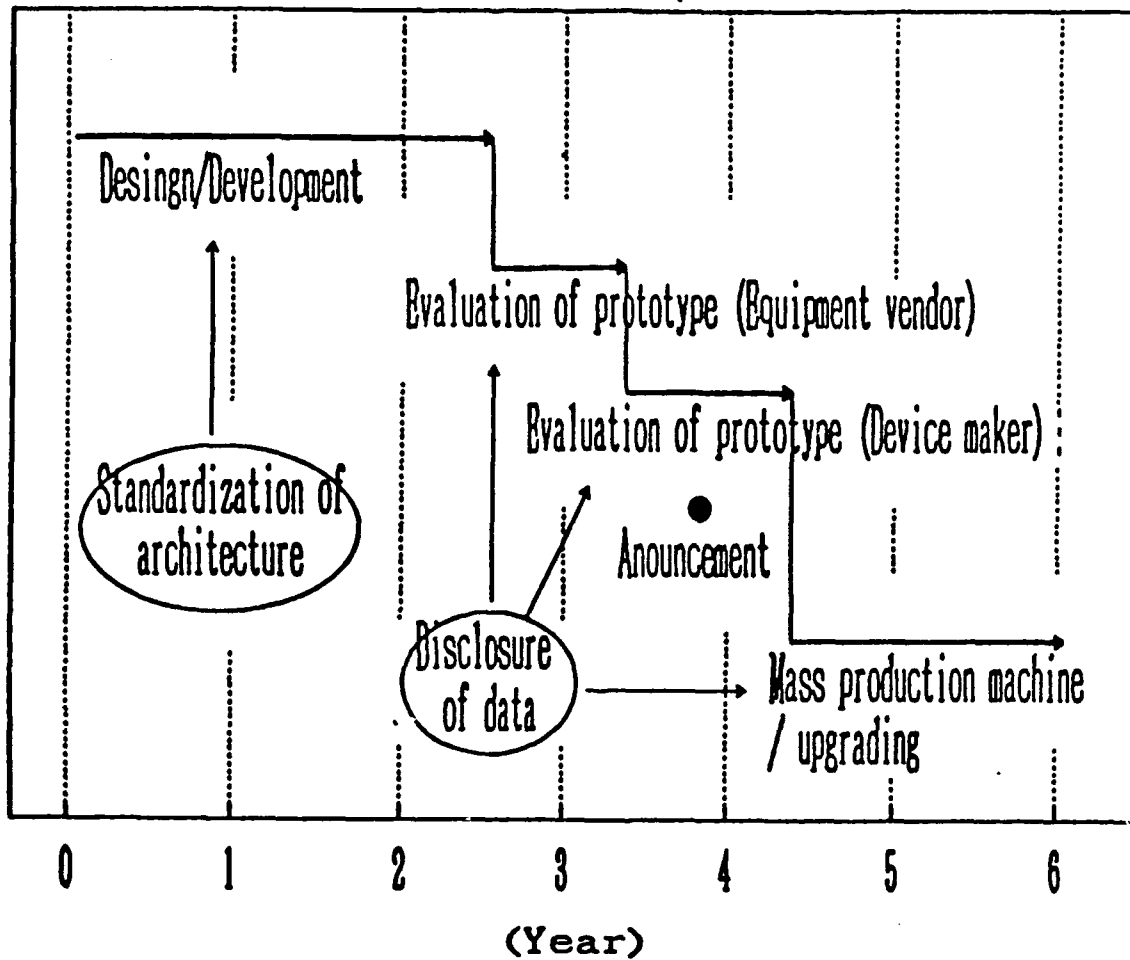 Desingn/Development
Evaluation of prototype (Equipment vendor)
Evaluation of prototype (Device maker)
Standardization of
architecture
Anouncement
Disclosure
of data
Mass production machine
/ upgrading
0 1 2 3 4 5 6
(Year)